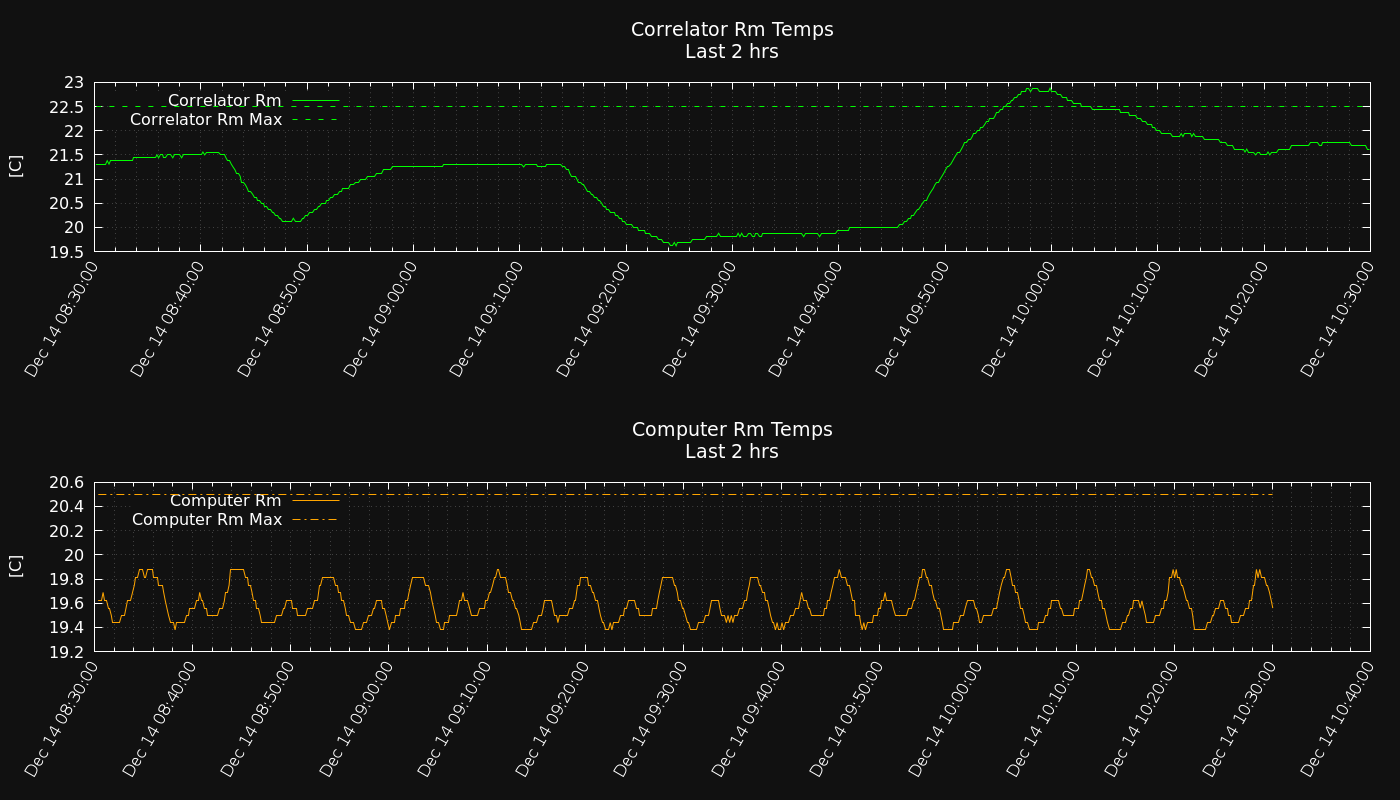 Correlator Rm Temps
Last 2 hrs
[C]
23
22.5
22
21.5
21
20.5
20
19.5
Correlator Rm
Correlator Rm Max
Dec 14 08:30:00
Dec 14 08:40:00
Dec 14 08:50:00
Dec 14 09:00:00
Dec 14 09:10:00
Dec 14 09:20:00
Dec 14 09:30:00
Dec 14 09:40:00
Dec 14 09:50:00
Dec 14 10:00:00
Dec 14 10:10:00
Dec 14 10:20:00
Dec 14 10:30:00
Computer Rm Temps
Last 2 hrs
[C]
20.6
20.4
20.2
20
19.8
19.6
19.4
19.2
Computer Rm
Computer Rm Max
Dec 14 08:30:00
Dec 14 08:40:00
Dec 14 08:50:00
Dec 14 09:00:00
Dec 14 09:10:00
Dec 14 09:20:00
Dec 14 09:30:00
Dec 14 09:40:00
Dec 14 09:50:00
Dec 14 10:00:00
Dec 14 10:10:00
Dec 14 10:20:00
Dec 14 10:30:00
Dec 14 10:40:00